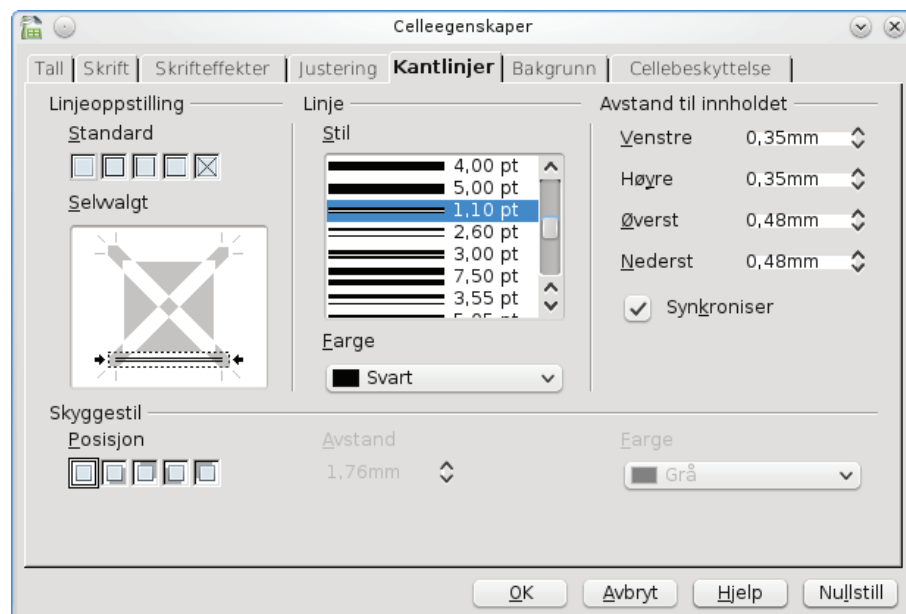 Celleegenskaper
Tall Skrift Skrifteffekter Justering Kantlinjer Bakgrunn Cellebeskyttelse
Linjeoppstilling
Standard
Selvvalgt
Linje
Stil
4,00 pt
5,00 pt
1,10 pt
2,60 pt
3,00 pt
7,50 pt
3,55 pt
Farge
Svart
Avstand til innholdet
Venstre 0,35mm
Høyre 0,35mm
Øverst 0,48mm
Nederst 0,48mm
Synkroniser
Skyggestil
Posisjon
Avstand
1,76mm
Farge
Grå
OK Avbryt Hjelp Nullstill